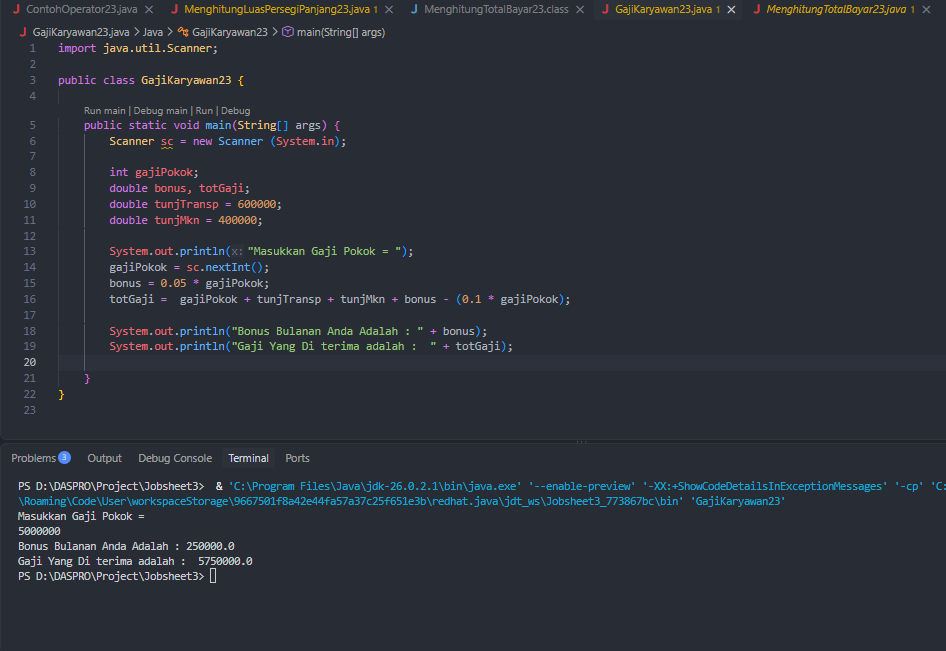 ContohOperator23.java
MenghitungLuasPersegiPanjang23.java 1
MenghitungTotalBayar23.class
GajiKaryawan23.java 1
MenghitungTotalBayar23.java 1
GajiKaryawan23.java > Java > GajiKaryawan23 > main(String[] args)
1 import java.util.Scanner;
2
3 public class GajiKaryawan23 {
4
Run main | Debug main | Run | Debug
5 public static void main(String[] args) {
6 Scanner sc = new Scanner (System.in);
7
8 int gajiPokok;
9 double bonus, totGaji;
10 double tunjTransp = 600000;
11 double tunjMkn = 400000;
12
13 System.out.println(x: "Masukkan Gaji Pokok = ");
14 gajiPokok = sc.nextInt();
15 bonus = 0.05 * gajiPokok;
16 totGaji =  gajiPokok + tunjTransp + tunjMkn + bonus - (0.1 * gajiPokok);
17
18 System.out.println("Bonus Bulanan Anda Adalah : " + bonus);
19 System.out.println("Gaji Yang Di terima adalah :  " + totGaji);
20
21 }
22 }
23
Problems 3 Output Debug Console Terminal Ports
PS D:\DASPRO\Project\Jobsheet3>  & 'C:\Program Files\Java\jdk-26.0.2.1\bin\java.exe' '--enable-preview' '-XX:+ShowCodeDetailsInExceptionMessages' '-cp' 'C:
\Roaming\Code\User\workspaceStorage\9667501f8a42e44fa57a37c25f651e3b\redhat.java\jdt_ws\Jobsheet3_773867bc\bin' 'GajiKaryawan23'
Masukkan Gaji Pokok =
5000000
Bonus Bulanan Anda Adalah : 250000.0
Gaji Yang Di terima adalah :  5750000.0
PS D:\DASPRO\Project\Jobsheet3>